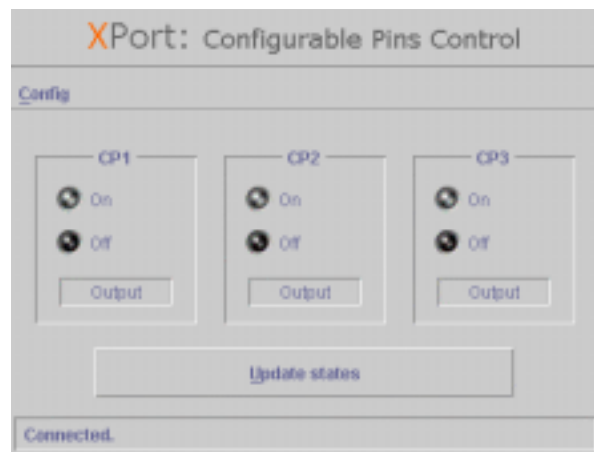 XPort: Configurable Pins Control
Config
CP1 CP2 CP3
On On On
Off Off Off
Output Output Output
Update states
Connected.